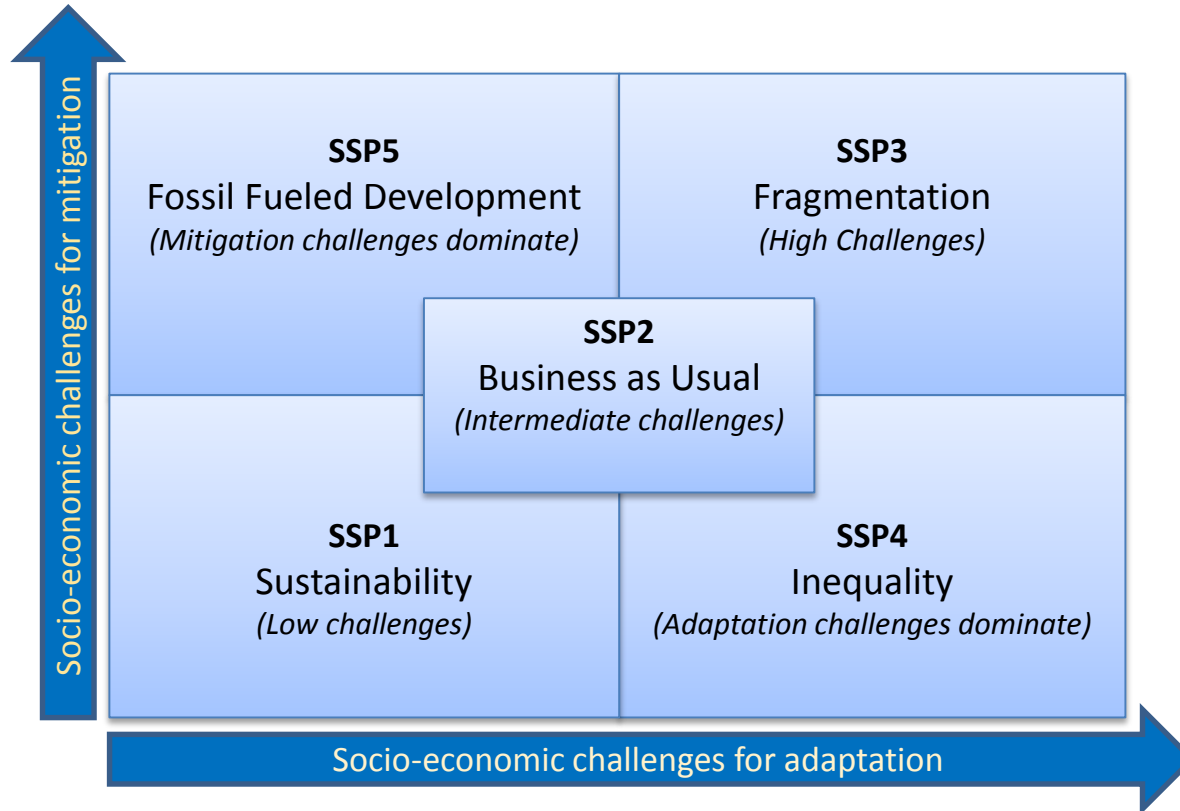 Socio-economic challenges for mitigation
SSP5
Fossil Fueled Development
(Mitigation challenges dominate)
SSP3
Fragmentation
(High Challenges)
SSP2
Business as Usual
(Intermediate challenges)
SSP1
Sustainability
(Low challenges)
SSP4
Inequality
(Adaptation challenges dominate)
Socio-economic challenges for adaptation